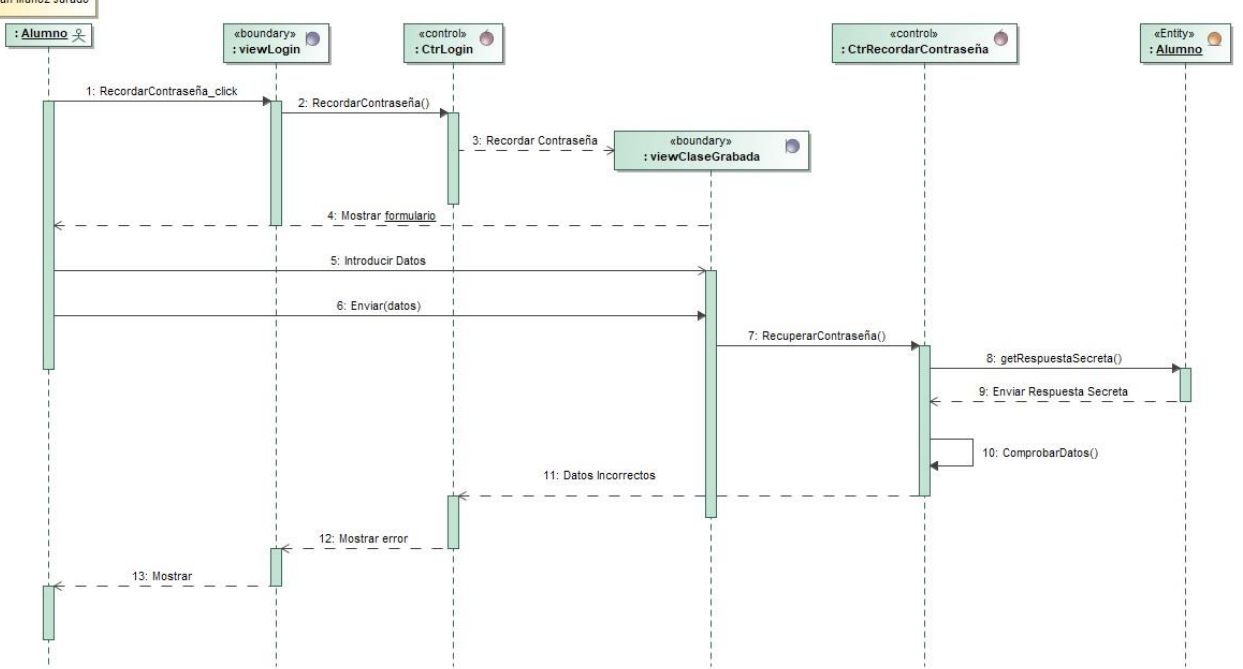 Muñoz Jurado
: Alumno
«boundary»
: viewLogin
«control»
: CtrLogin
«control»
: CtrRecordarContraseña
«Entity»
: Alumno
1: RecordarContraseña_click
2: RecordarContraseña()
3: Recordar Contraseña
«boundary»
: viewClaseGrabada
4: Mostrar formulario
5: Introducir Datos
6: Enviar(datos)
7: RecuperarContraseña()
8: getRespuestaSecreta()
9: Enviar Respuesta Secreta
10: ComprobarDatos()
11: Datos Incorrectos
12: Mostrar error
13: Mostrar